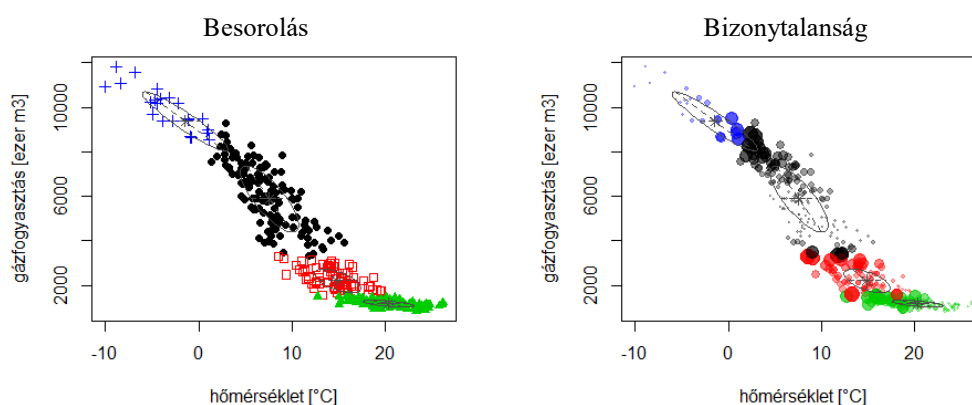 Besorolás
Bizonytalanság
gázfogyasztás [ezer m3]
2000
6000
10000
-10
0
10
20
hőmérséklet [°C]
gázfogyasztás [ezer m3]
2000
6000
10000
-10
0
10
20
hőmérséklet [°C]